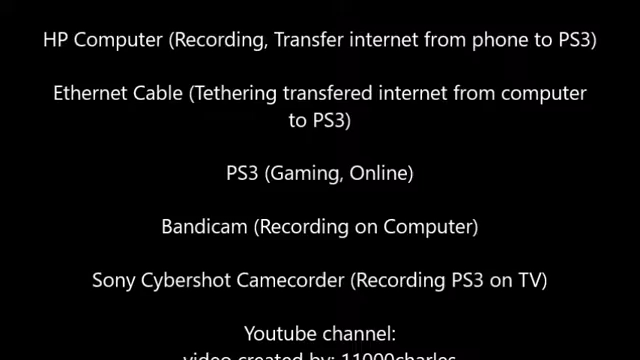 HP Computer (Recording, Transfer internet from phone to PS3)
Ethernet Cable (Tethering transfered internet from computer
to PS3)
PS3 (Gaming, Online)
Bandicam (Recording on Computer)
Sony Cybershot Camecorder (Recording PS3 on TV)
Youtube channel:
video created by: 11000charles